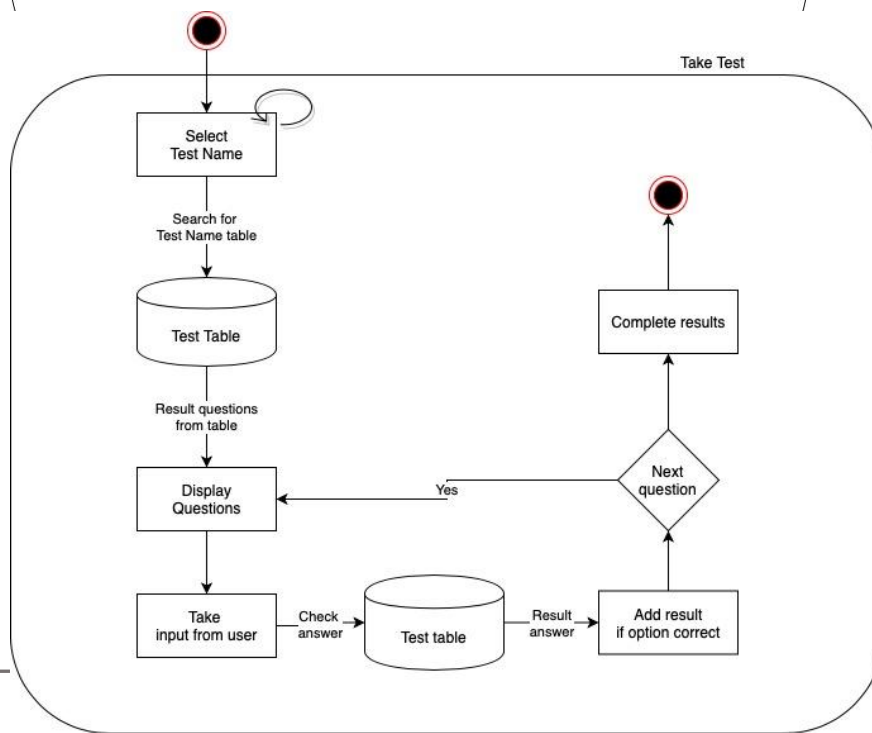 Take Test
Select
Test Name
Search for
Test Name table
Test Table
Result questions
from table
Display
Questions
Take
input from user
Check
answer
Test table
Result
answer
Add result
if option correct
Next
question
Yes
Complete results